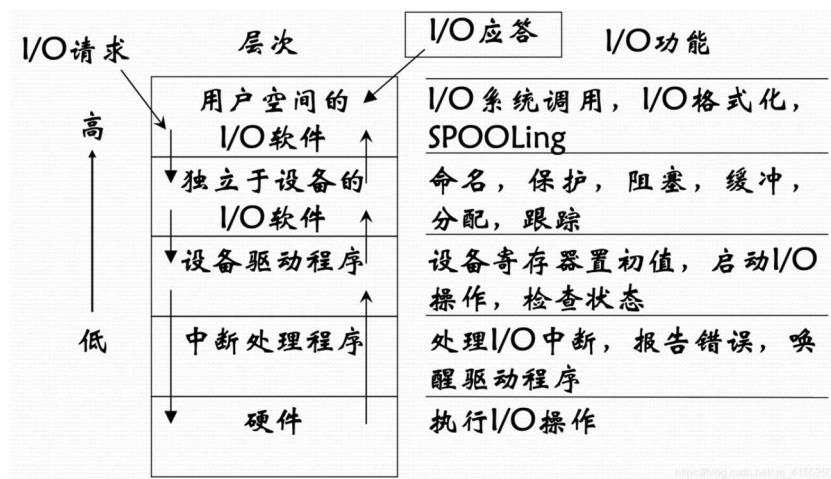 I/O请求
层次
I/O应答
I/O功能
高
低
用户空间的
I/O软件
I/O系统调用，I/O格式化，
SPOOLing
独立于设备的
I/O软件
命名，保护，阻塞，缓冲，
分配，跟踪
设备驱动程序
设备寄存器置初值，启动I/O
操作，检查状态
中断处理程序
处理I/O中断，报告错误，唤
醒驱动程序
硬件
执行I/O操作